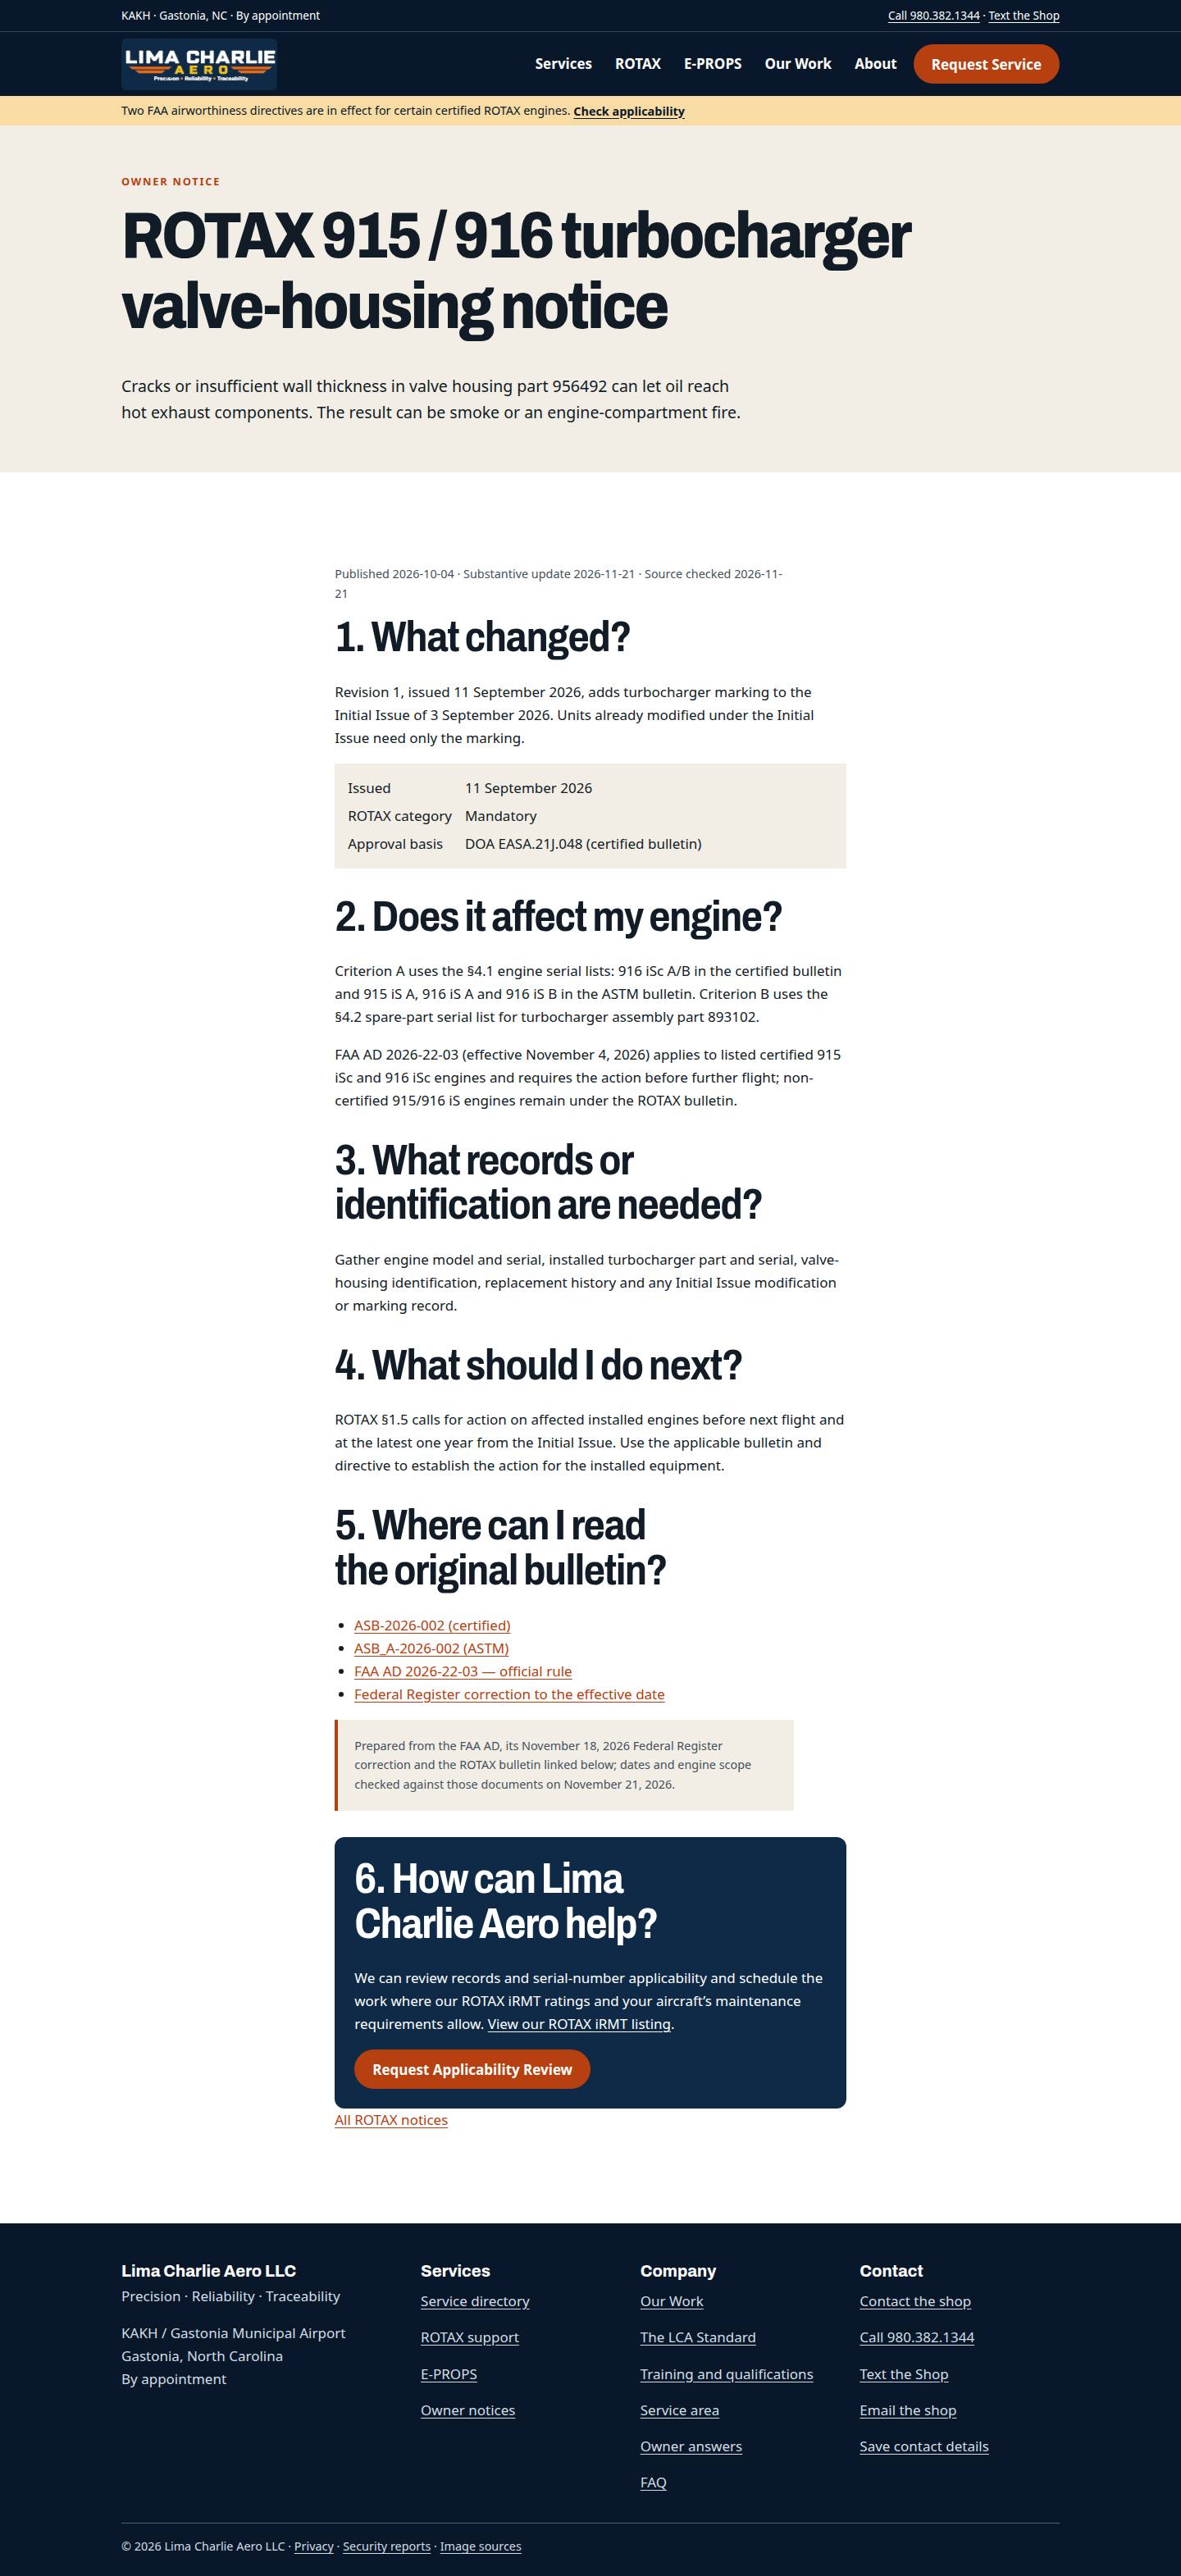 KAKH · Gastonia, NC · By appointment
Call 980.382.1344 · Text the Shop
LIMA CHARLIE
AERO
Precision • Reliability • Traceability
Services
ROTAX
E-PROPS
Our Work
About
Request Service
Two FAA airworthiness directives are in effect for certain certified ROTAX engines. Check applicability
OWNER NOTICE
ROTAX 915 / 916 turbocharger
valve-housing notice
Cracks or insufficient wall thickness in valve housing part 956492 can let oil reach
hot exhaust components. The result can be smoke or an engine-compartment fire.
Published 2026-10-04 · Substantive update 2026-11-21 · Source checked 2026-11-
21
1. What changed?
Revision 1, issued 11 September 2026, adds turbocharger marking to the
Initial Issue of 3 September 2026. Units already modified under the Initial
Issue need only the marking.
Issued 11 September 2026
ROTAX category Mandatory
Approval basis DOA EASA.21J.048 (certified bulletin)
2. Does it affect my engine?
Criterion A uses the §4.1 engine serial lists: 916 iSc A/B in the certified bulletin
and 915 iS A, 916 iS A and 916 iS B in the ASTM bulletin. Criterion B uses the
§4.2 spare-part serial list for turbocharger assembly part 893102.
FAA AD 2026-22-03 (effective November 4, 2026) applies to listed certified 915
iSc and 916 iSc engines and requires the action before further flight; non-
certified 915/916 iS engines remain under the ROTAX bulletin.
3. What records or
identification are needed?
Gather engine model and serial, installed turbocharger part and serial, valve-
housing identification, replacement history and any Initial Issue modification
or marking record.
4. What should I do next?
ROTAX §1.5 calls for action on affected installed engines before next flight and
at the latest one year from the Initial Issue. Use the applicable bulletin and
directive to establish the action for the installed equipment.
5. Where can I read
the original bulletin?
• ASB-2026-002 (certified)
• ASB_A-2026-002 (ASTM)
• FAA AD 2026-22-03 — official rule
• Federal Register correction to the effective date
Prepared from the FAA AD, its November 18, 2026 Federal Register
correction and the ROTAX bulletin linked below; dates and engine scope
checked against those documents on November 21, 2026.
6. How can Lima
Charlie Aero help?
We can review records and serial-number applicability and schedule the
work where our ROTAX iRMT ratings and your aircraft’s maintenance
requirements allow. View our ROTAX iRMT listing.
Request Applicability Review
All ROTAX notices
Lima Charlie Aero LLC
Precision · Reliability · Traceability
KAKH / Gastonia Municipal Airport
Gastonia, North Carolina
By appointment
Services
Service directory
ROTAX support
E-PROPS
Owner notices
Company
Our Work
The LCA Standard
Training and qualifications
Service area
Owner answers
FAQ
Contact
Contact the shop
Call 980.382.1344
Text the Shop
Email the shop
Save contact details
© 2026 Lima Charlie Aero LLC · Privacy · Security reports · Image sources